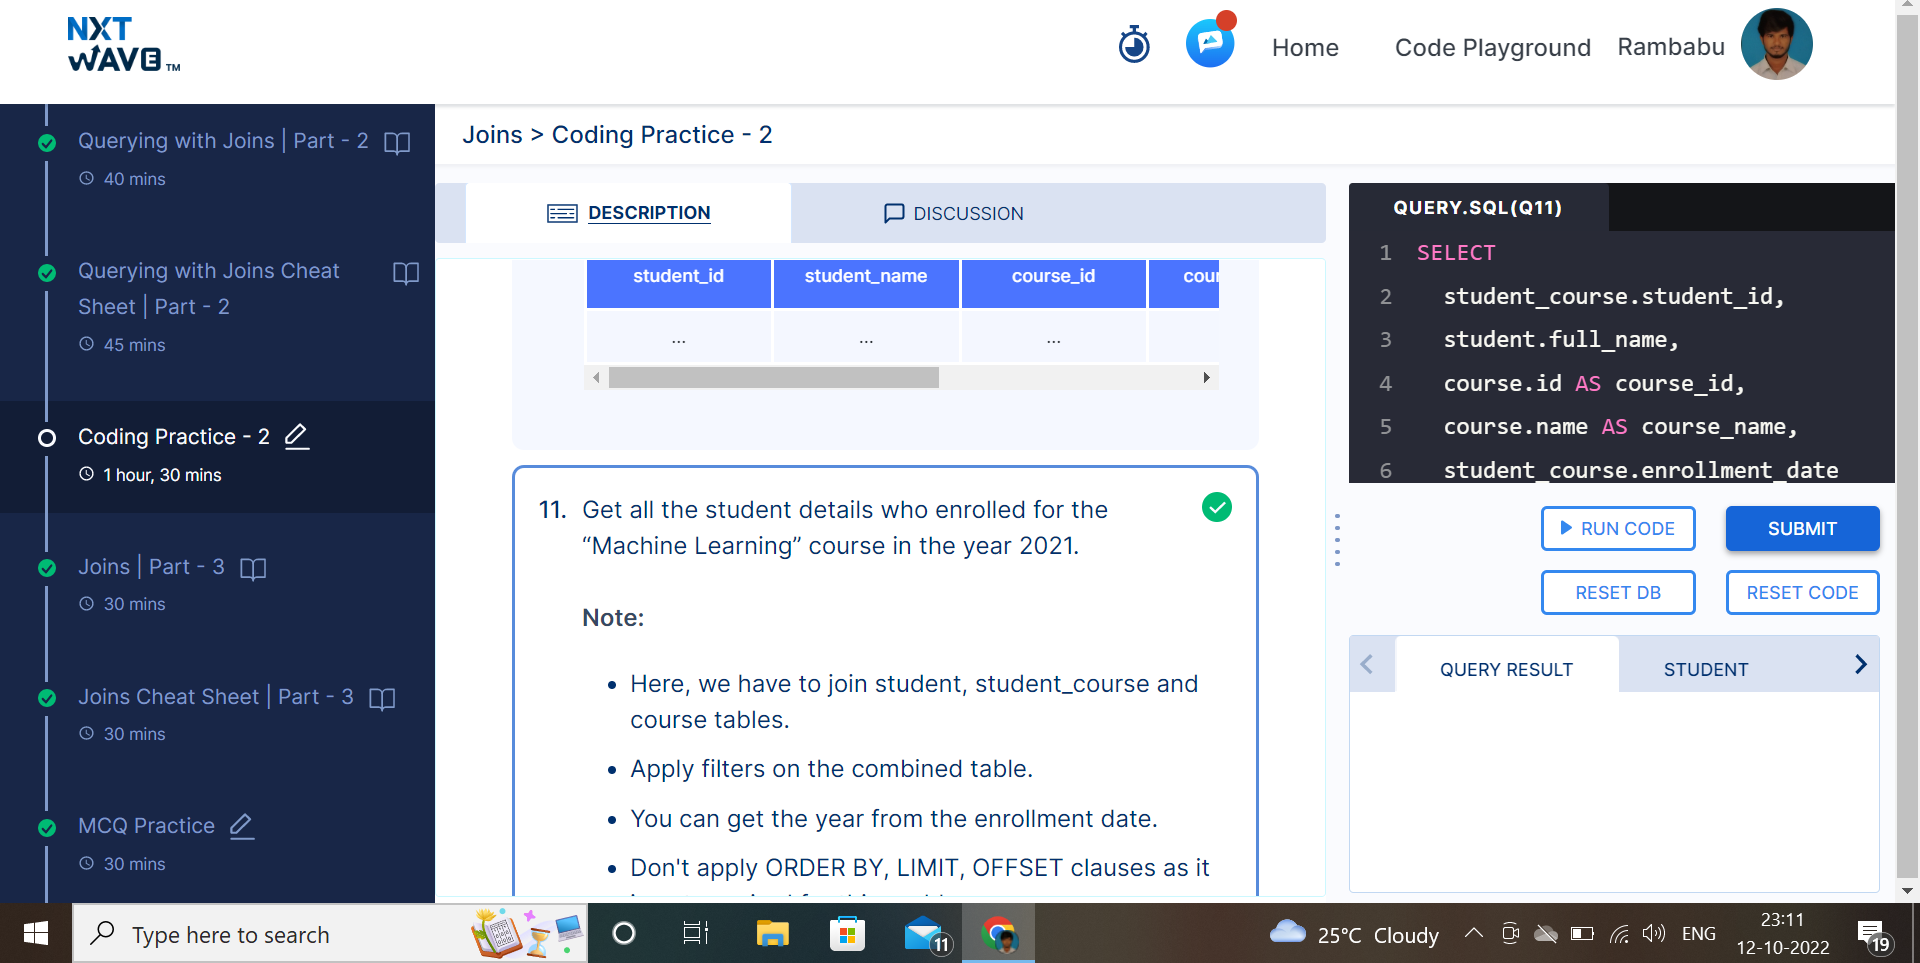 NXT
WAVE TM
Home
Code Playground
Rambabu
Querying with Joins | Part - 2
40 mins
Querying with Joins Cheat
Sheet | Part - 2
45 mins
Coding Practice - 2
1 hour, 30 mins
Joins | Part - 3
30 mins
Joins Cheat Sheet | Part - 3
30 mins
MCQ Practice
30 mins
Joins > Coding Practice - 2
DESCRIPTION
DISCUSSION
student_id student_name course_id
... ... ...
11. Get all the student details who enrolled for the
“Machine Learning” course in the year 2021.
Note:
• Here, we have to join student, student_course and
course tables.
• Apply filters on the combined table.
• You can get the year from the enrollment date.
• Don't apply ORDER BY, LIMIT, OFFSET clauses as it
QUERY.SQL(Q11)
1 SELECT
2 student_course.student_id,
3 student.full_name,
4 course.id AS course_id,
5 course.name AS course_name,
6 student_course.enrollment_date
RUN CODE
SUBMIT
RESET DB
RESET CODE
QUERY RESULT
STUDENT
Type here to search
11
25°C Cloudy
ENG
23:11
12-10-2022
19